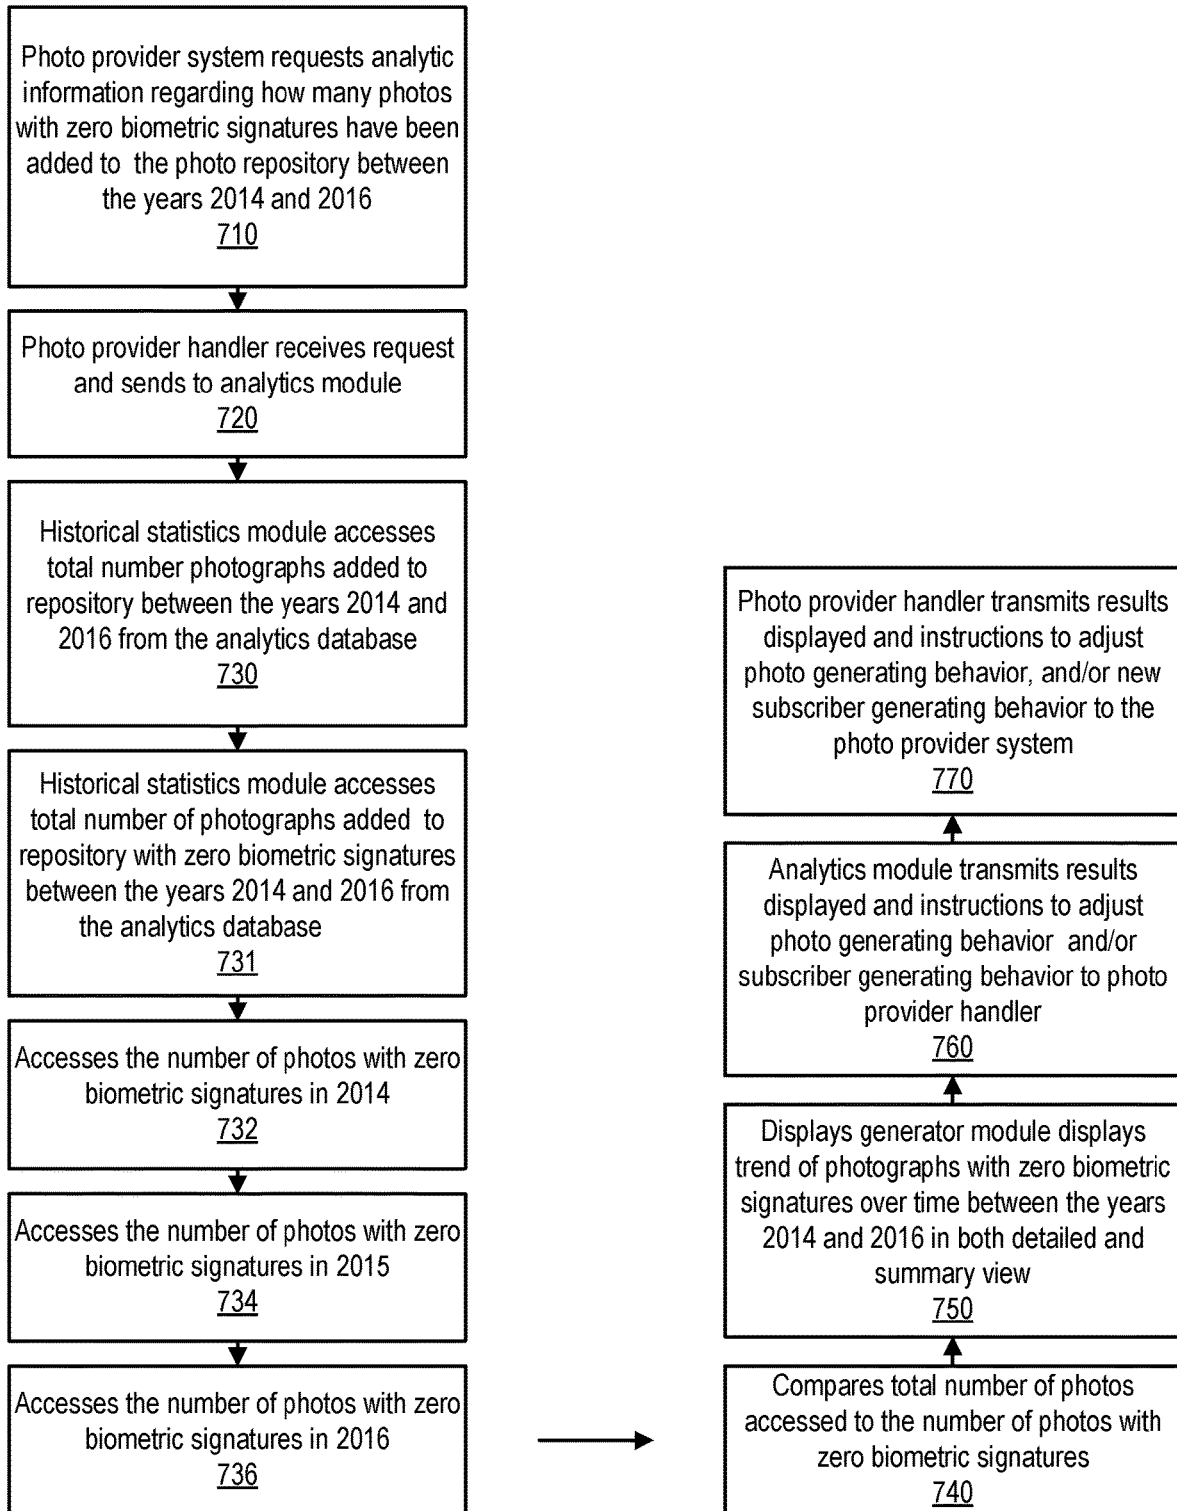 Photo provider system requests analytic
information regarding how many photos
with zero biometric signatures have been
added to the photo repository between
the years 2014 and 2016
710
Photo provider handler receives request
and sends to analytics module
720
Historical statistics module accesses
total number photographs added to
repository between the years 2014 and
2016 from the analytics database
730
Historical statistics module accesses
total number of photographs added to
repository with zero biometric signatures
between the years 2014 and 2016 from
the analytics database
731
Accesses the number of photos with zero
biometric signatures in 2014
732
Accesses the number of photos with zero
biometric signatures in 2015
734
Accesses the number of photos with zero
biometric signatures in 2016
736
Compares total number of photos
accessed to the number of photos with
zero biometric signatures
740
Displays generator module displays
trend of photographs with zero biometric
signatures over time between the years
2014 and 2016 in both detailed and
summary view
750
Analytics module transmits results
displayed and instructions to adjust
photo generating behavior and/or
subscriber generating behavior to photo
provider handler
760
Photo provider handler transmits results
displayed and instructions to adjust
photo generating behavior, and/or new
subscriber generating behavior to the
photo provider system
770